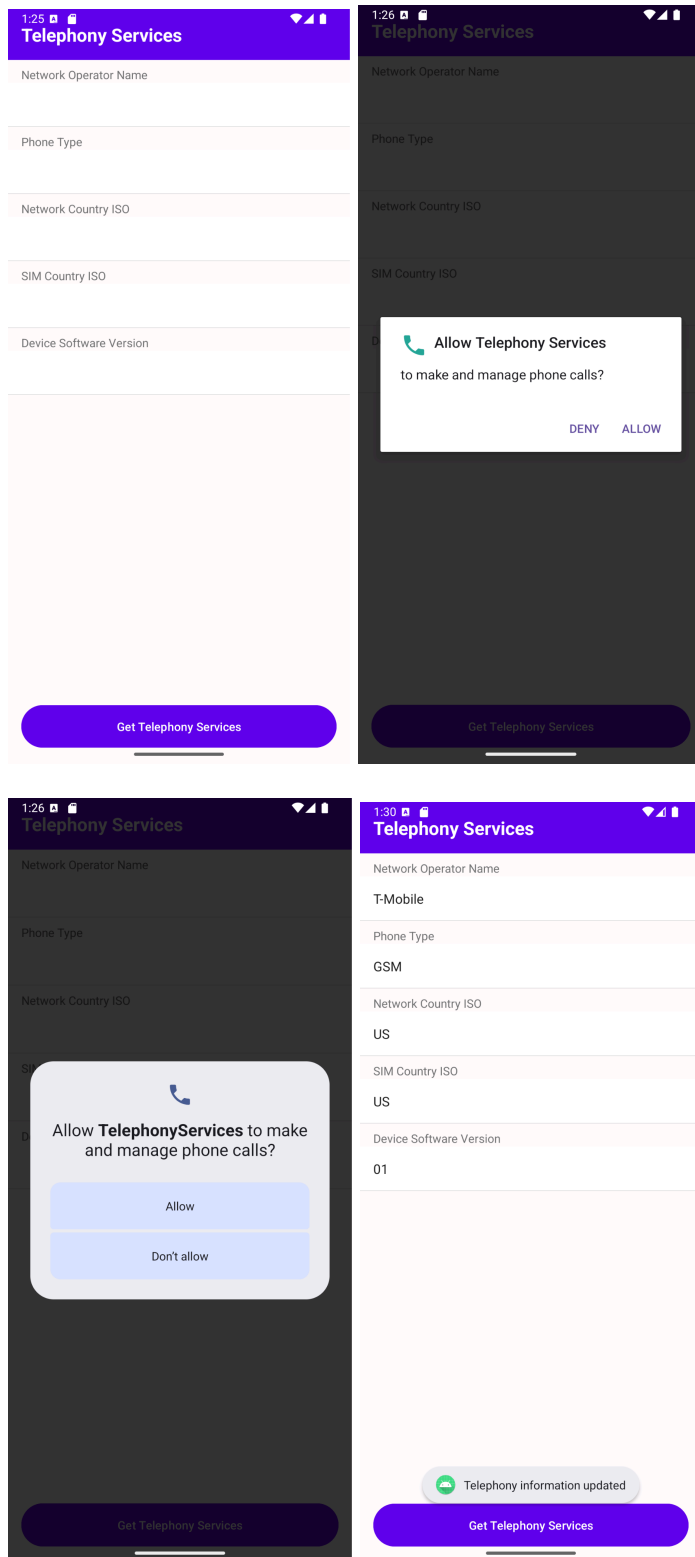 1:25
Telephony Services
Network Operator Name
Phone Type
Network Country ISO
SIM Country ISO
Device Software Version
Get Telephony Services
1:26
Telephony Services
Network Operator Name
Phone Type
Network Country ISO
SIM Country ISO
D
Allow Telephony Services
to make and manage phone calls?
DENY ALLOW
Get Telephony Services
1:26
Telephony Services
Network Operator Name
Phone Type
Network Country ISO
SI
D
Allow TelephonyServices to make
and manage phone calls?
Allow
Don't allow
Get Telephony Services
1:30
Telephony Services
Network Operator Name
T-Mobile
Phone Type
GSM
Network Country ISO
US
SIM Country ISO
US
Device Software Version
01
Telephony information updated
Get Telephony Services